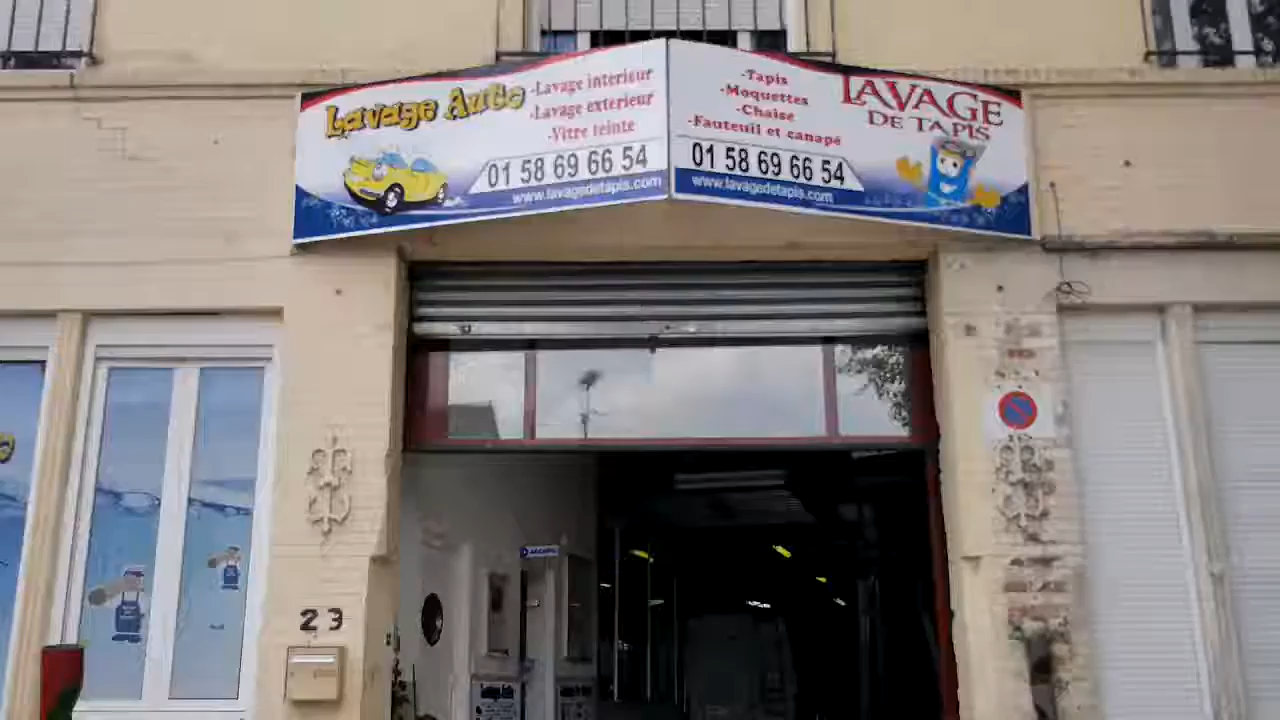 Lavage Auto
-Lavage interieur
-Lavage exterieur
-Vitre teinte
01 58 69 66 54
www.lavagedetapis.com
-Tapis
-Moquettes
-Chaise
-Fauteuil et canapé
LAVAGE
DE TAPIS
01 58 69 66 54
www.lavagedetapis.com
ACCUEIL
23